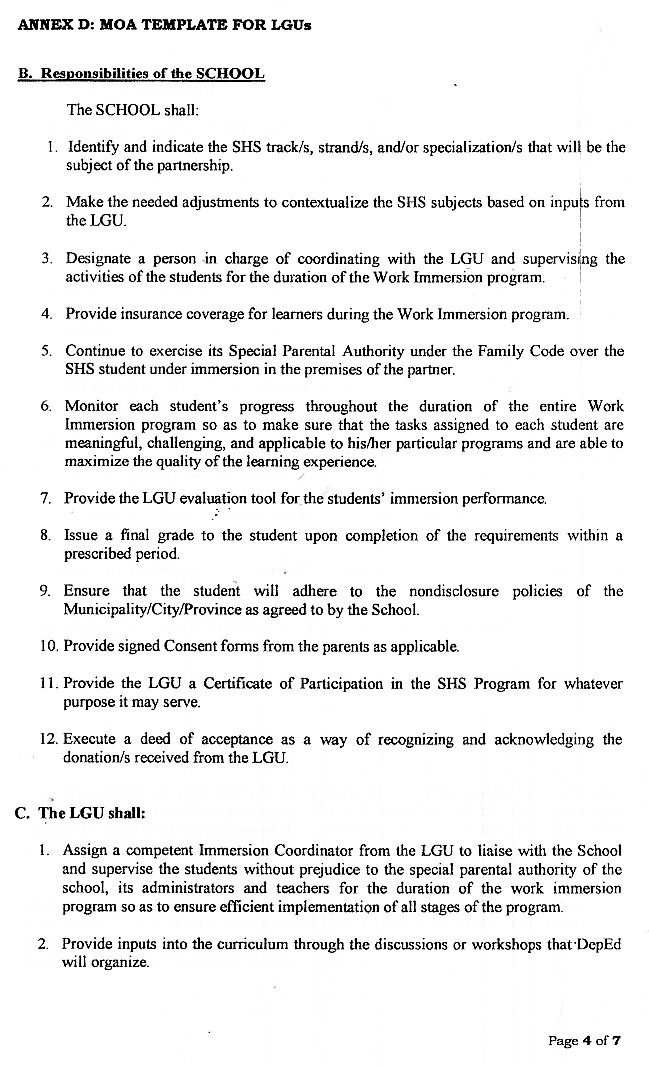 ANNEX D: MOA TEMPLATE FOR LGUs
B. Responsibilities of the SCHOOL
The SCHOOL shall:
1. Identify and indicate the SHS track/s, strand/s, and/or specialization/s that will be the
subject of the partnership.
2. Make the needed adjustments to contextualize the SHS subjects based on inputs from
the LGU.
3. Designate a person in charge of coordinating with the LGU and supervising the
activities of the students for the duration of the Work Immersion program.
4. Provide insurance coverage for learners during the Work Immersion program.
5. Continue to exercise its Special Parental Authority under the Family Code over the
SHS student under immersion in the premises of the partner.
6. Monitor each student's progress throughout the duration of the entire Work
Immersion program so as to make sure that the tasks assigned to each student are
meaningful, challenging, and applicable to his/her particular programs and are able to
maximize the quality of the learning experience.
7. Provide the LGU evaluation tool for the students' immersion performance.
8. Issue a final grade to the student upon completion of the requirements within a
prescribed period.
9. Ensure that the student will adhere to the nondisclosure policies of the
Municipality/City/Province as agreed to by the School.
10. Provide signed Consent forms from the parents as applicable.
11. Provide the LGU a Certificate of Participation in the SHS Program for whatever
purpose it may serve.
12. Execute a deed of acceptance as a way of recognizing and acknowledging the
donation/s received from the LGU.
C. The LGU shall:
1. Assign a competent Immersion Coordinator from the LGU to liaise with the School
and supervise the students without prejudice to the special parental authority of the
school, its administrators and teachers for the duration of the work immersion
program so as to ensure efficient implementation of all stages of the program.
2. Provide inputs into the curriculum through the discussions or workshops that DepEd
will organize.
Page 4 of 7